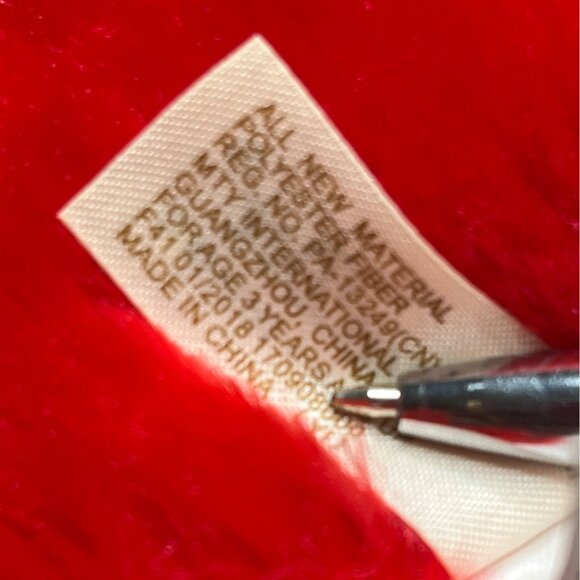 ALL NEW MATERIAL
POLYESTER FIBER
REG. NO. PA-13249(CN)
MTY INTERNATIONAL
GUANGZHOU, CHINA
FOR AGE 3 YEARS
F4101/2018
MADE IN CHINA